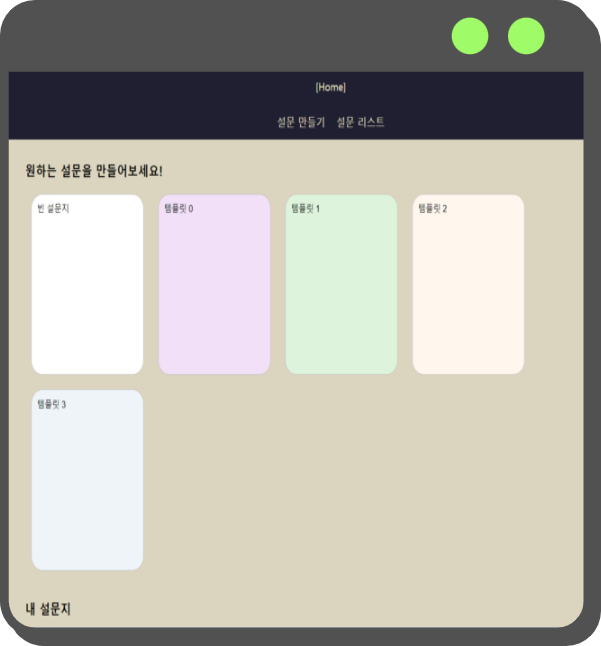 [Home]
설문 만들기 설문 리스트
원하는 설문을 만들어보세요!
빈 설문지
템플릿 0
템플릿 1
템플릿 2
템플릿 3
내 설문지